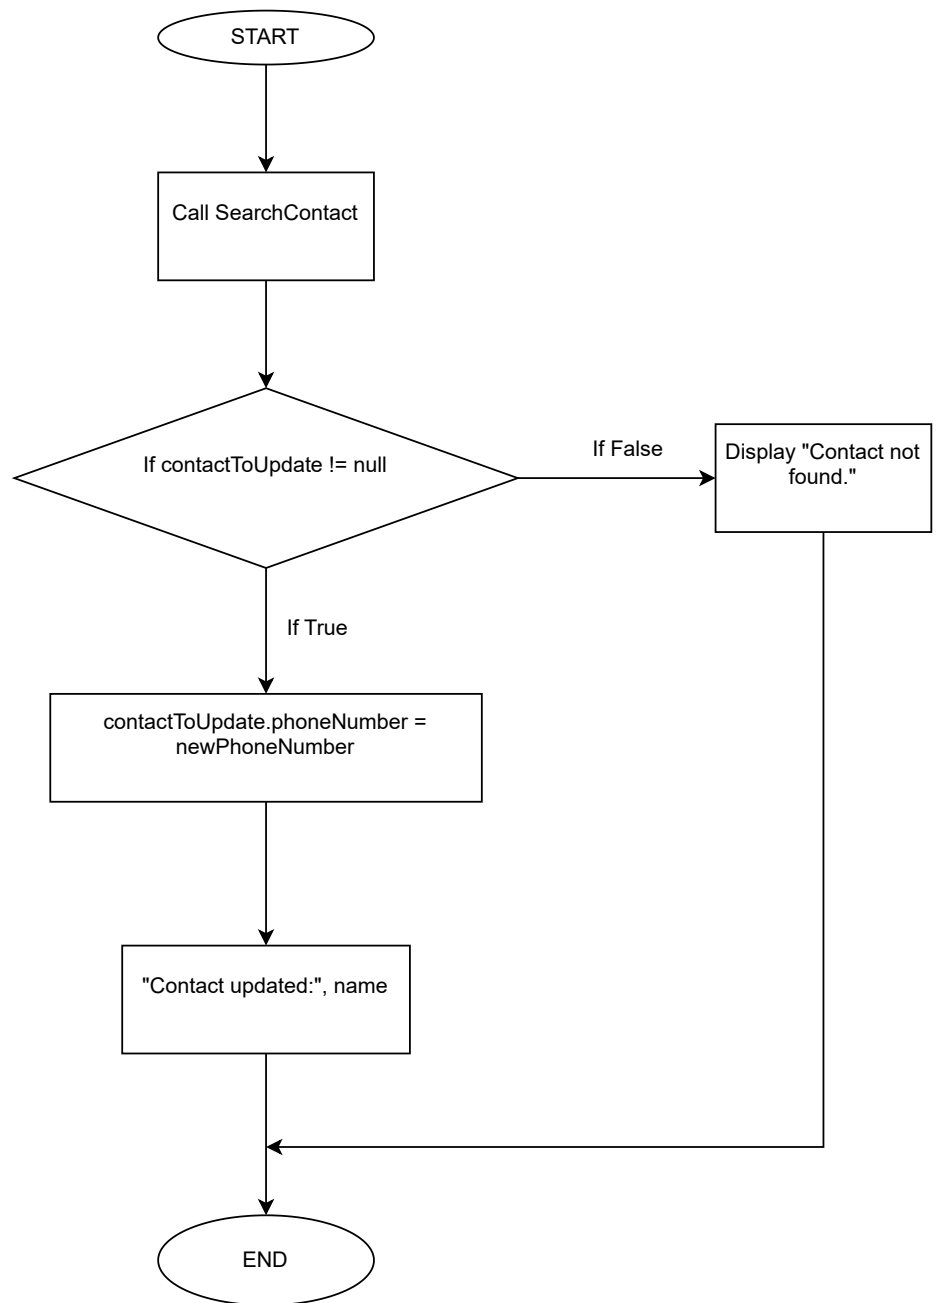 START
Call SearchContact
If contactToUpdate != null
If False
Display "Contact not
found."
If True
contactToUpdate.phoneNumber =
newPhoneNumber
"Contact updated:", name
END